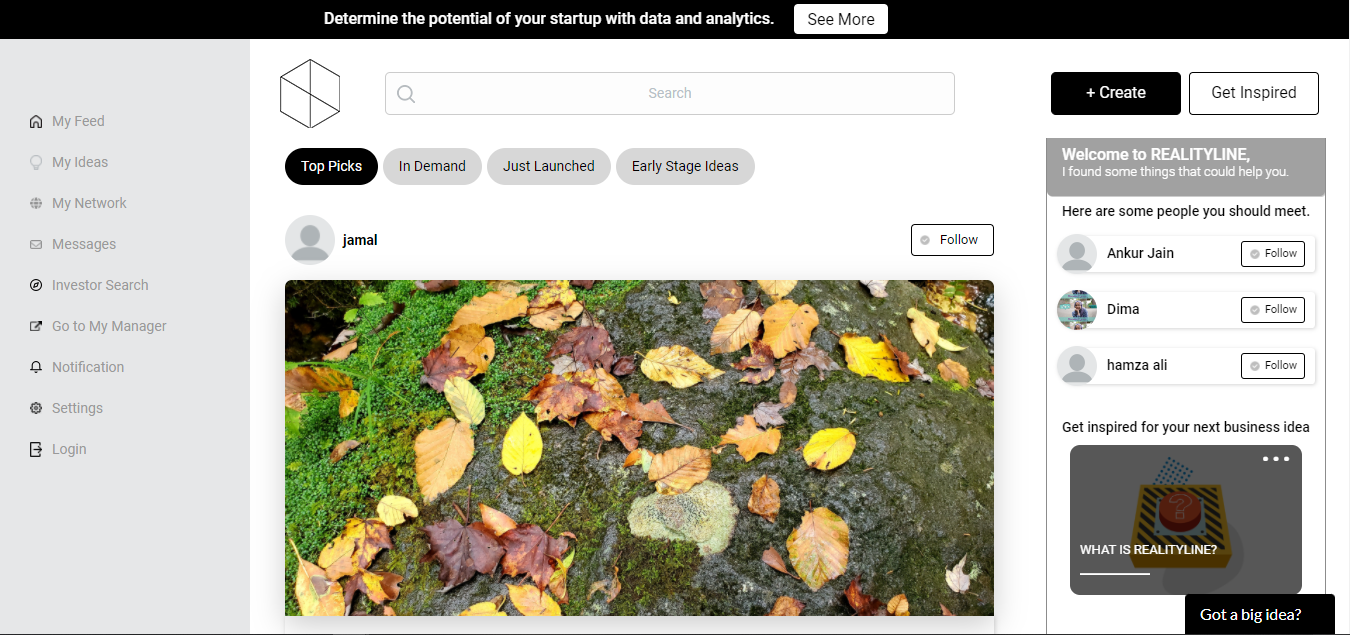 Determine the potential of your startup with data and analytics.
See More
My Feed
My Ideas
My Network
Messages
Investor Search
Go to My Manager
Notification
Settings
Login
Search
+ Create
Get Inspired
Top Picks
In Demand
Just Launched
Early Stage Ideas
jamal
Follow
Welcome to REALITYLINE,
I found some things that could help you.
Here are some people you should meet.
Ankur Jain
Follow
Dima
Follow
hamza ali
Follow
Get inspired for your next business idea
WHAT IS REALITYLINE?
Got a big idea?